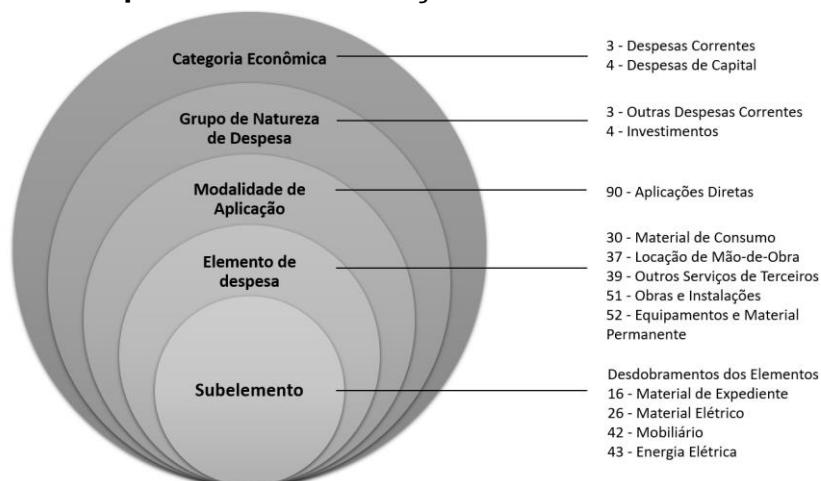 Categoria Econômica
3 - Despesas Correntes
4 - Despesas de Capital
Grupo de Natureza
de Despesa
3 - Outras Despesas Correntes
4 - Investimentos
Modalidade de
Aplicação
90 - Aplicações Diretas
Elemento de
despesa
30 - Material de Consumo
37 - Locação de Mão-de-Obra
39 - Outros Serviços de Terceiros
51 - Obras e Instalações
52 - Equipamentos e Material
Permanente
Subelemento
Desdobramentos dos Elementos
16 - Material de Expediente
26 - Material Elétrico
42 - Mobiliário
43 - Energia Elétrica